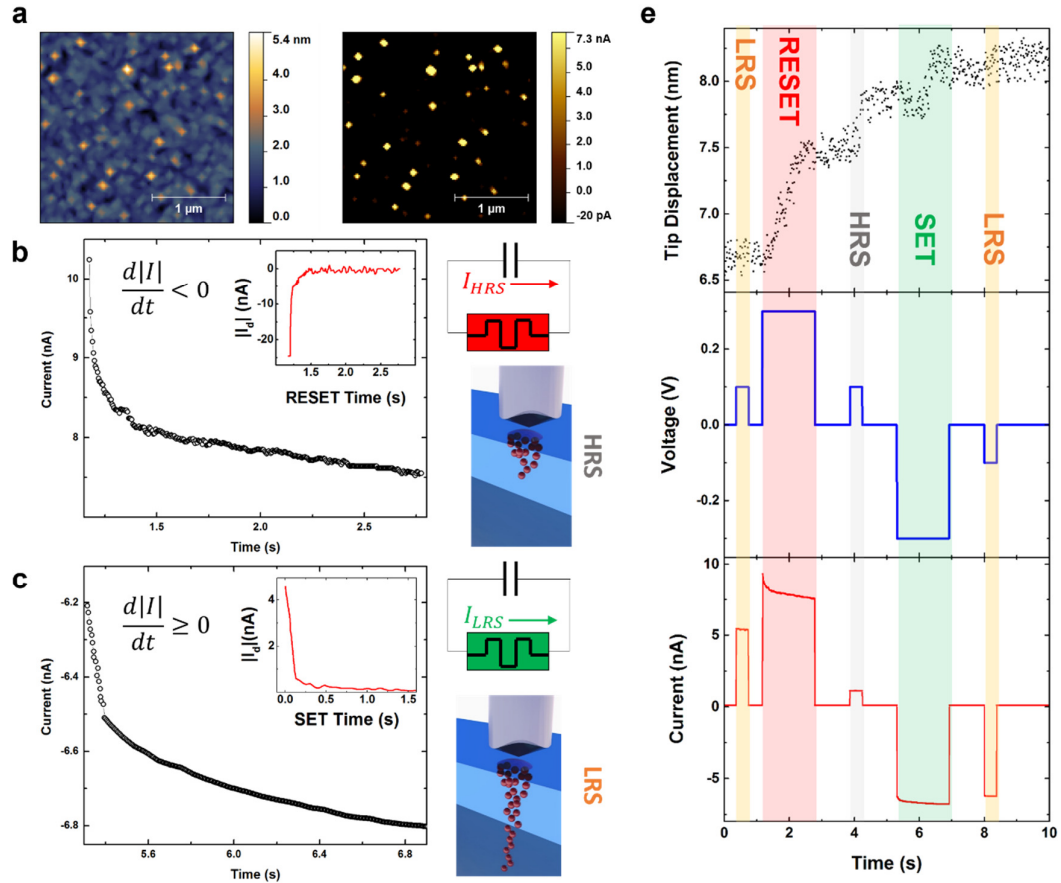 a
5.4 nm
4.0
3.0
2.0
1.0
0.0
1 µm
7.3 nA
6.0
5.0
4.0
3.0
2.0
1.0
0.0
-20 pA
1 µm
b
Current (nA)
10
9
8
d|I|
dt
< 0
|I_d| (nA)
0
-5
-10
-15
-20
1.5 2.0 2.5
RESET Time (s)
1.5 2.0 2.5
Time (s)
I_HRS
HRS
c
Current (nA)
-6.2
-6.4
-6.6
-6.8
d|I|
dt
≥ 0
|I_d|(nA)
4
2
0
0.0 0.5 1.0 1.5
SET Time (s)
5.6 6.0 6.4 6.8
Time (s)
I_LRS
LRS
e
Tip Displacement (nm)
8.0
7.5
7.0
6.5
LRS
RESET
HRS
SET
LRS
Voltage (V)
0.2
0.0
-0.2
Current (nA)
10
5
0
-5
0 2 4 6 8 10
Time (s)